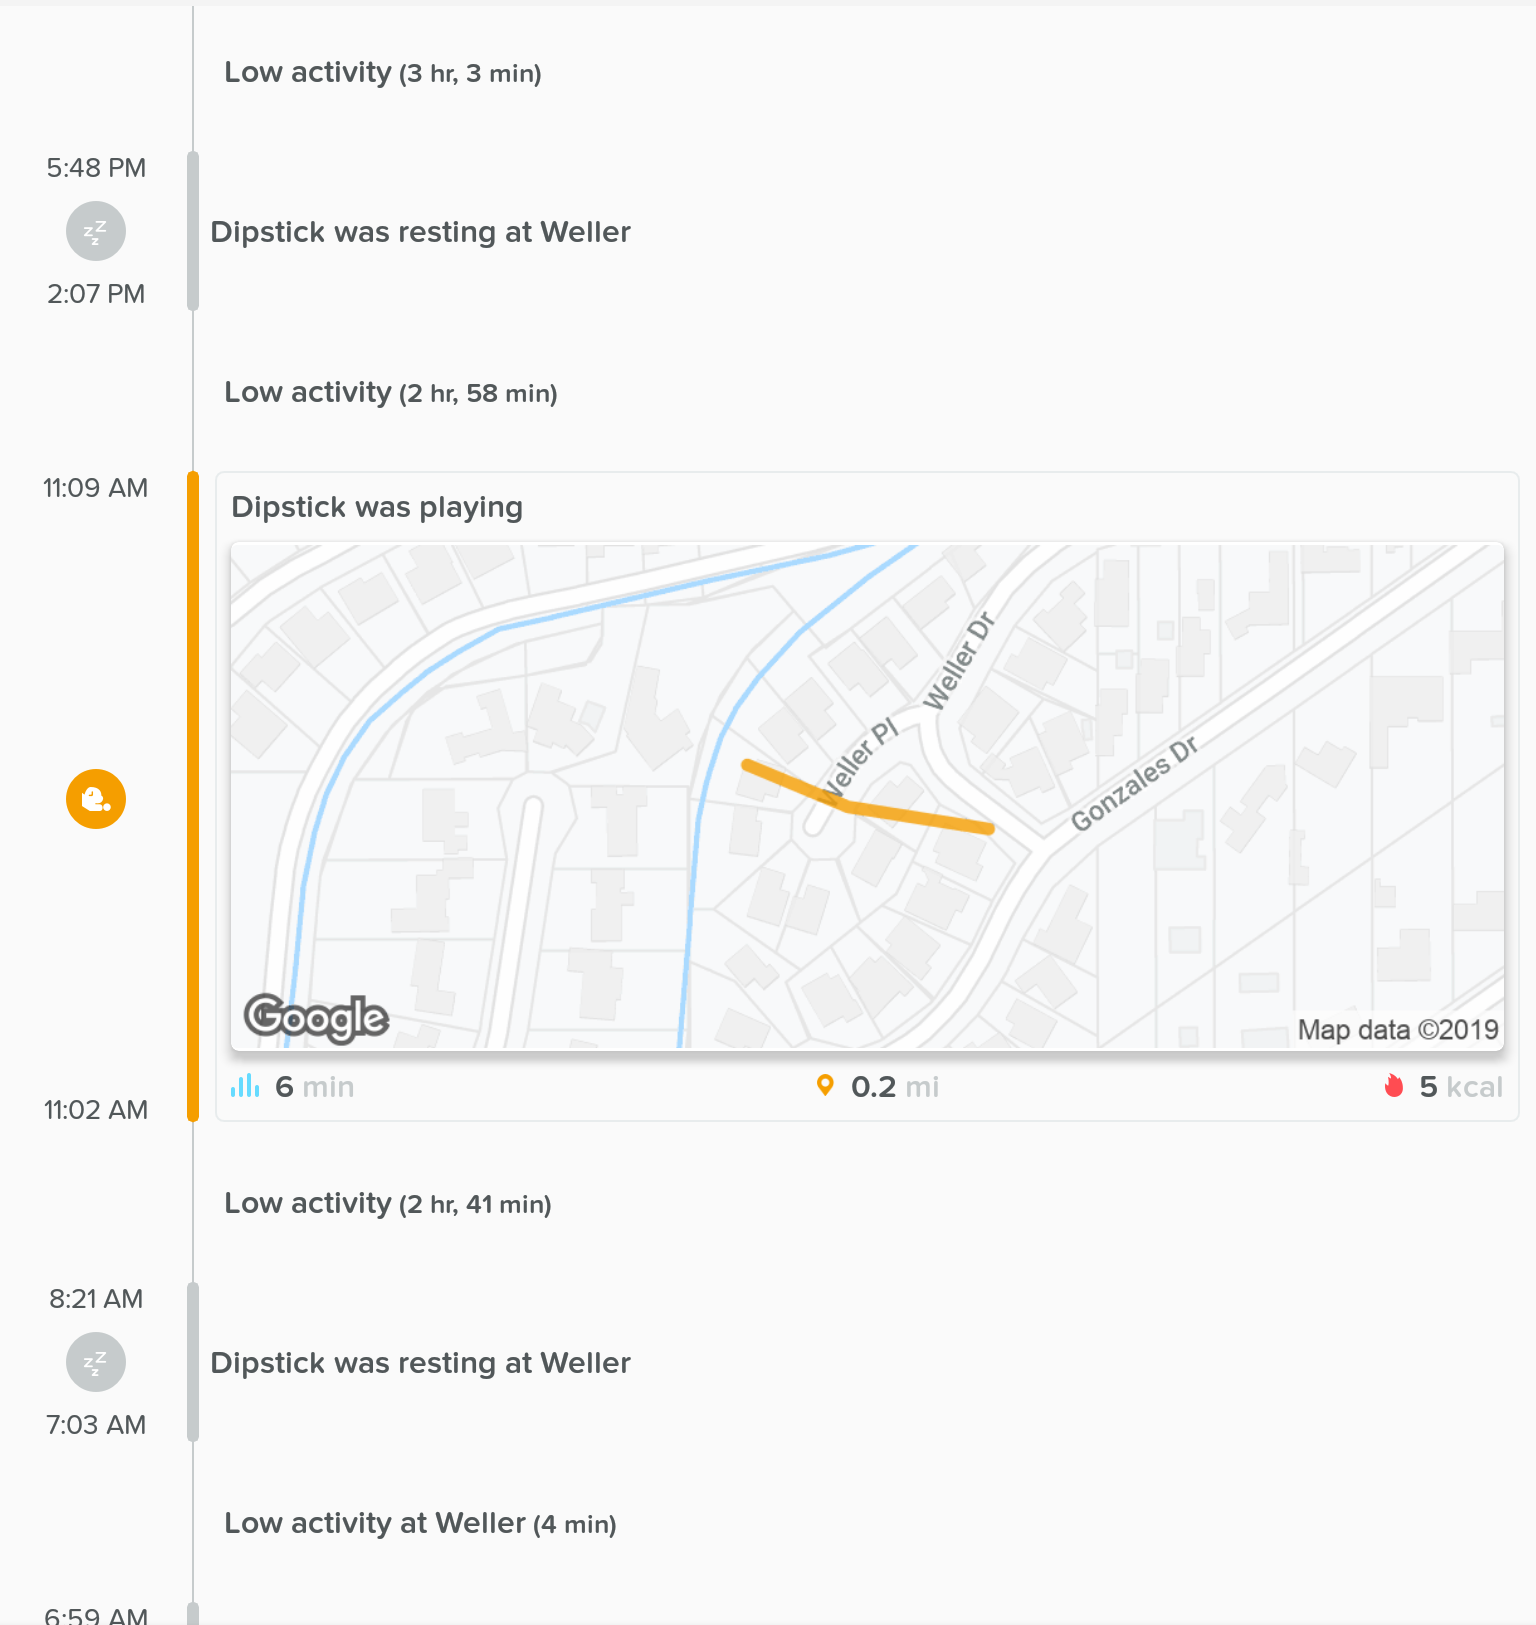 Low activity (3 hr, 3 min)
5:48 PM
zZz
Dipstick was resting at Weller
2:07 PM
Low activity (2 hr, 58 min)
11:09 AM
Dipstick was playing
Weller Dr
Weller Pl
Gonzales Dr
Google
Map data ©2019
6 min
0.2 mi
5 kcal
11:02 AM
Low activity (2 hr, 41 min)
8:21 AM
zZz
Dipstick was resting at Weller
7:03 AM
Low activity at Weller (4 min)
6:59 AM